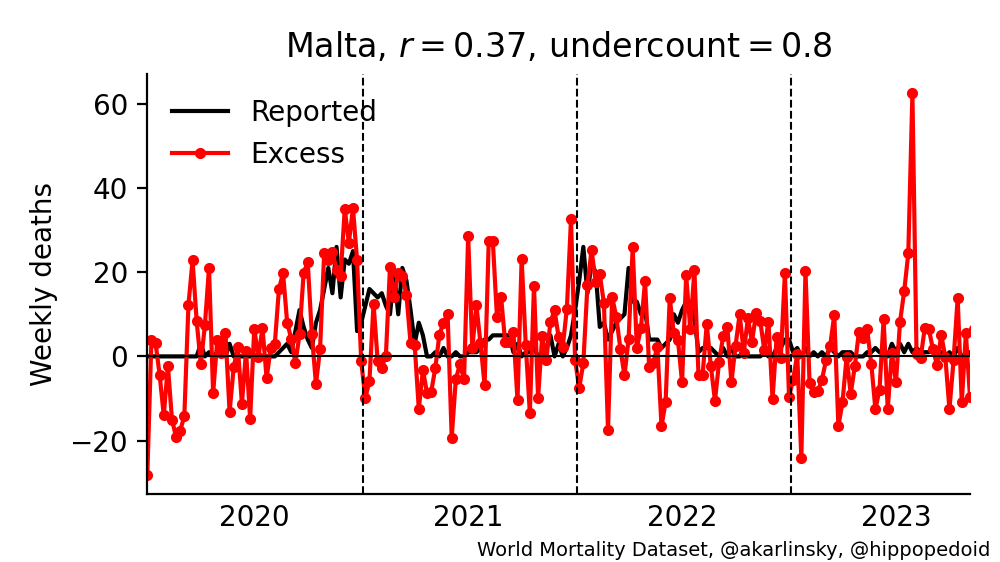 Malta, r = 0.37, undercount = 0.8
Reported
Excess
Weekly deaths
60
40
20
0
−20
2020 2021 2022 2023
World Mortality Dataset, @akarlinsky, @hippopedoid